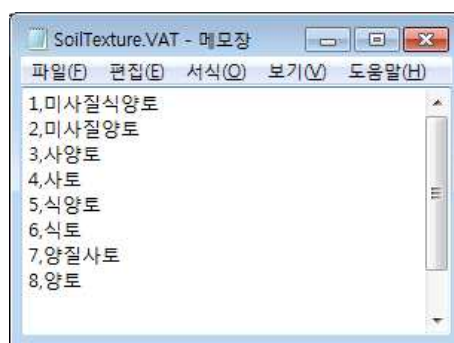 SoilTexture.VAT - 메모장
파일(F) 편집(E) 서식(O) 보기(V) 도움말(H)
1,미사질식양토
2,미사질양토
3,사양토
4,사토
5,식양토
6,식토
7,양질사토
8,양토